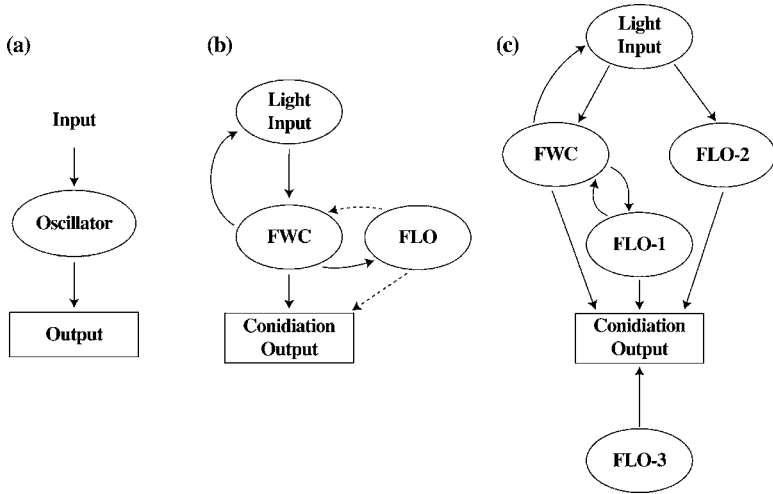 (a)
Input
Oscillator
Output
(b)
Light
Input
FWC
FLO
Conidiation
Output
(c)
Light
Input
FWC
FLO-2
FLO-1
Conidiation
Output
FLO-3